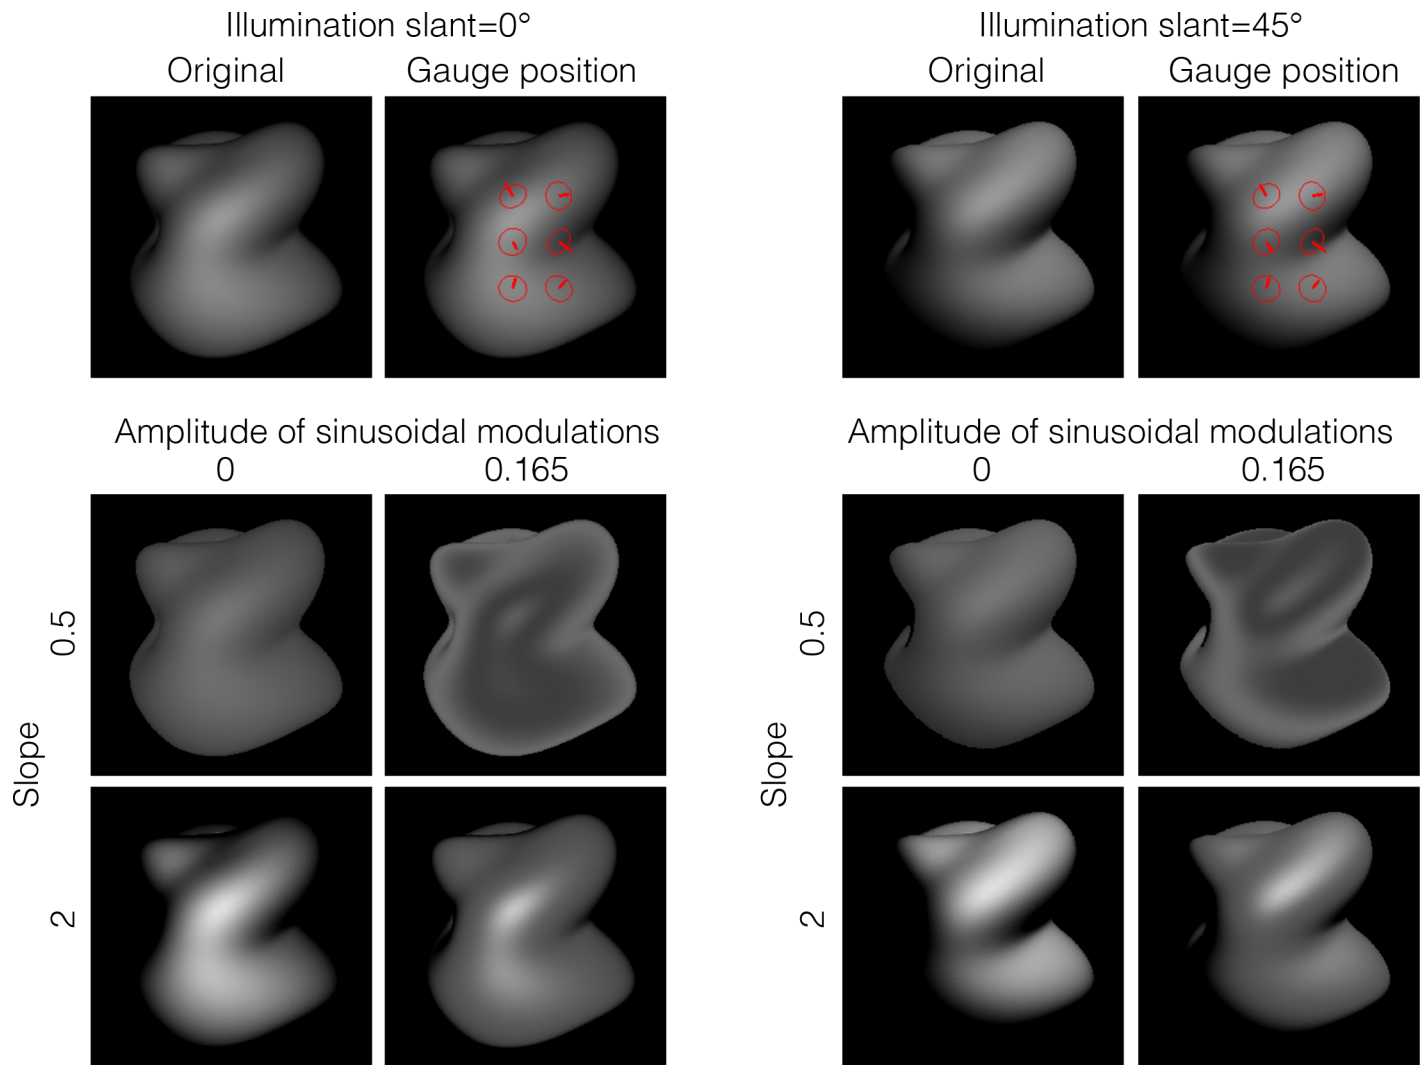 Illumination slant=0°
Original
Gauge position
Amplitude of sinusoidal modulations
0
0.165
0.5
Slope
2
Illumination slant=45°
Original
Gauge position
Amplitude of sinusoidal modulations
0
0.165
0.5
Slope
2